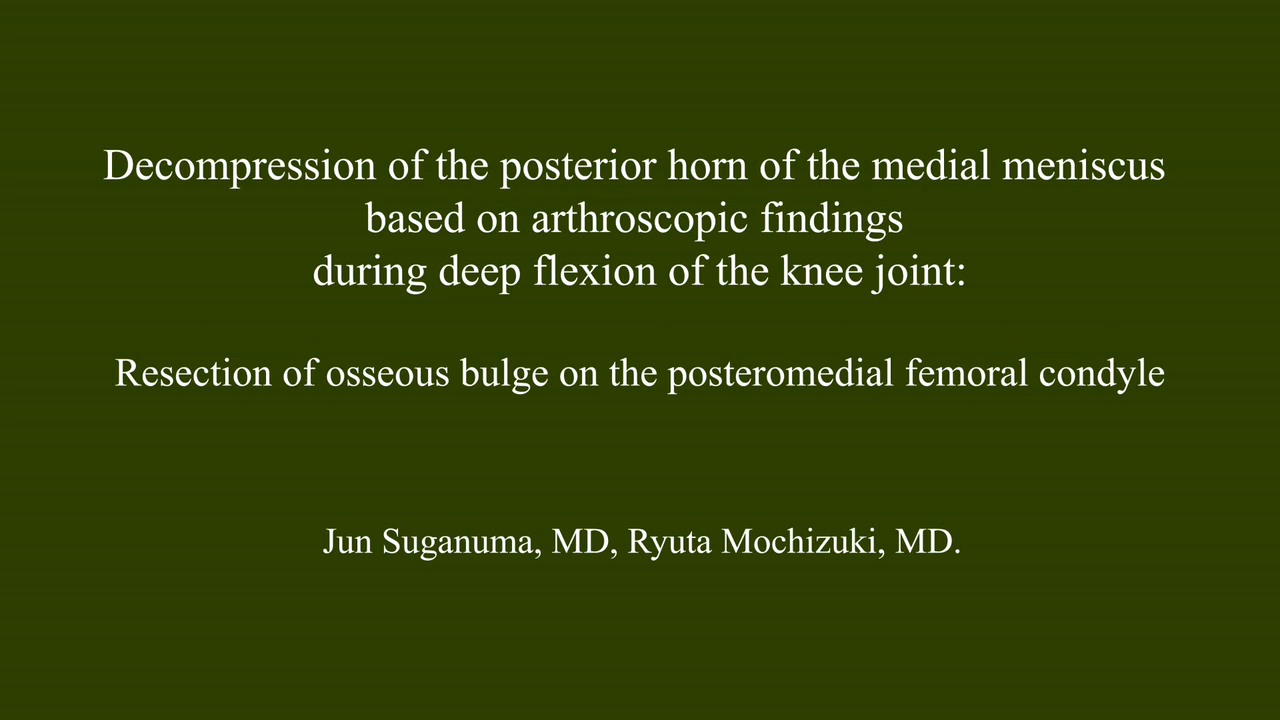 Decompression of the posterior horn of the medial meniscus
based on arthroscopic findings
during deep flexion of the knee joint:
Resection of osseous bulge on the posteromedial femoral condyle
Jun Suganuma, MD, Ryuta Mochizuki, MD.